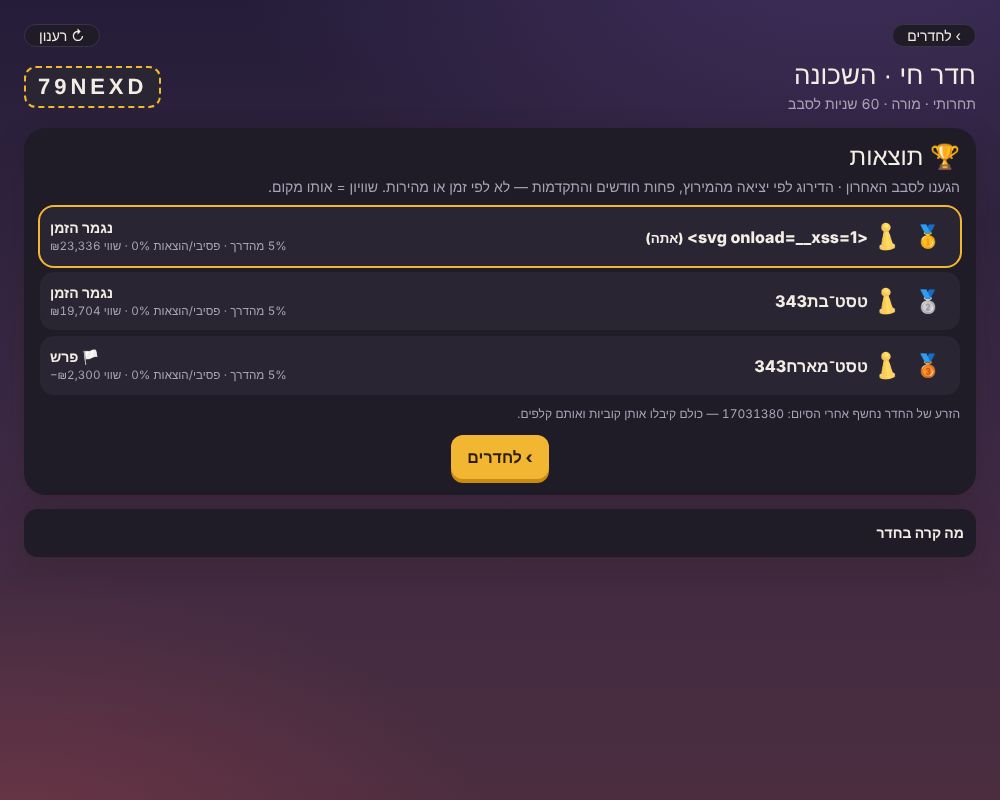 › לחדרים
↻ רענון
חדר חי · השכונה
79NEXD
תחרותי · מורה · 60 שניות לסבב
🏆 תוצאות
הגענו לסבב האחרון · הדירוג לפי יציאה מהמירוץ, פחות חודשים והתקדמות — לא לפי זמן או מהירות. שוויון = אותו מקום.
<svg onload=__xss=1> (אתה)
נגמר הזמן
5% מהדרך · פסיבי/הוצאות 0% · שווי ₪23,336
טסט־בת343
נגמר הזמן
5% מהדרך · פסיבי/הוצאות 0% · שווי ₪19,704
טסט־מארח343
🏳️ פרש
5% מהדרך · פסיבי/הוצאות 0% · שווי ‎−₪2,300
הזרע של החדר נחשף אחרי הסיום: 17031380 — כולם קיבלו אותן קוביות ואותם קלפים.
› לחדרים
מה קרה בחדר